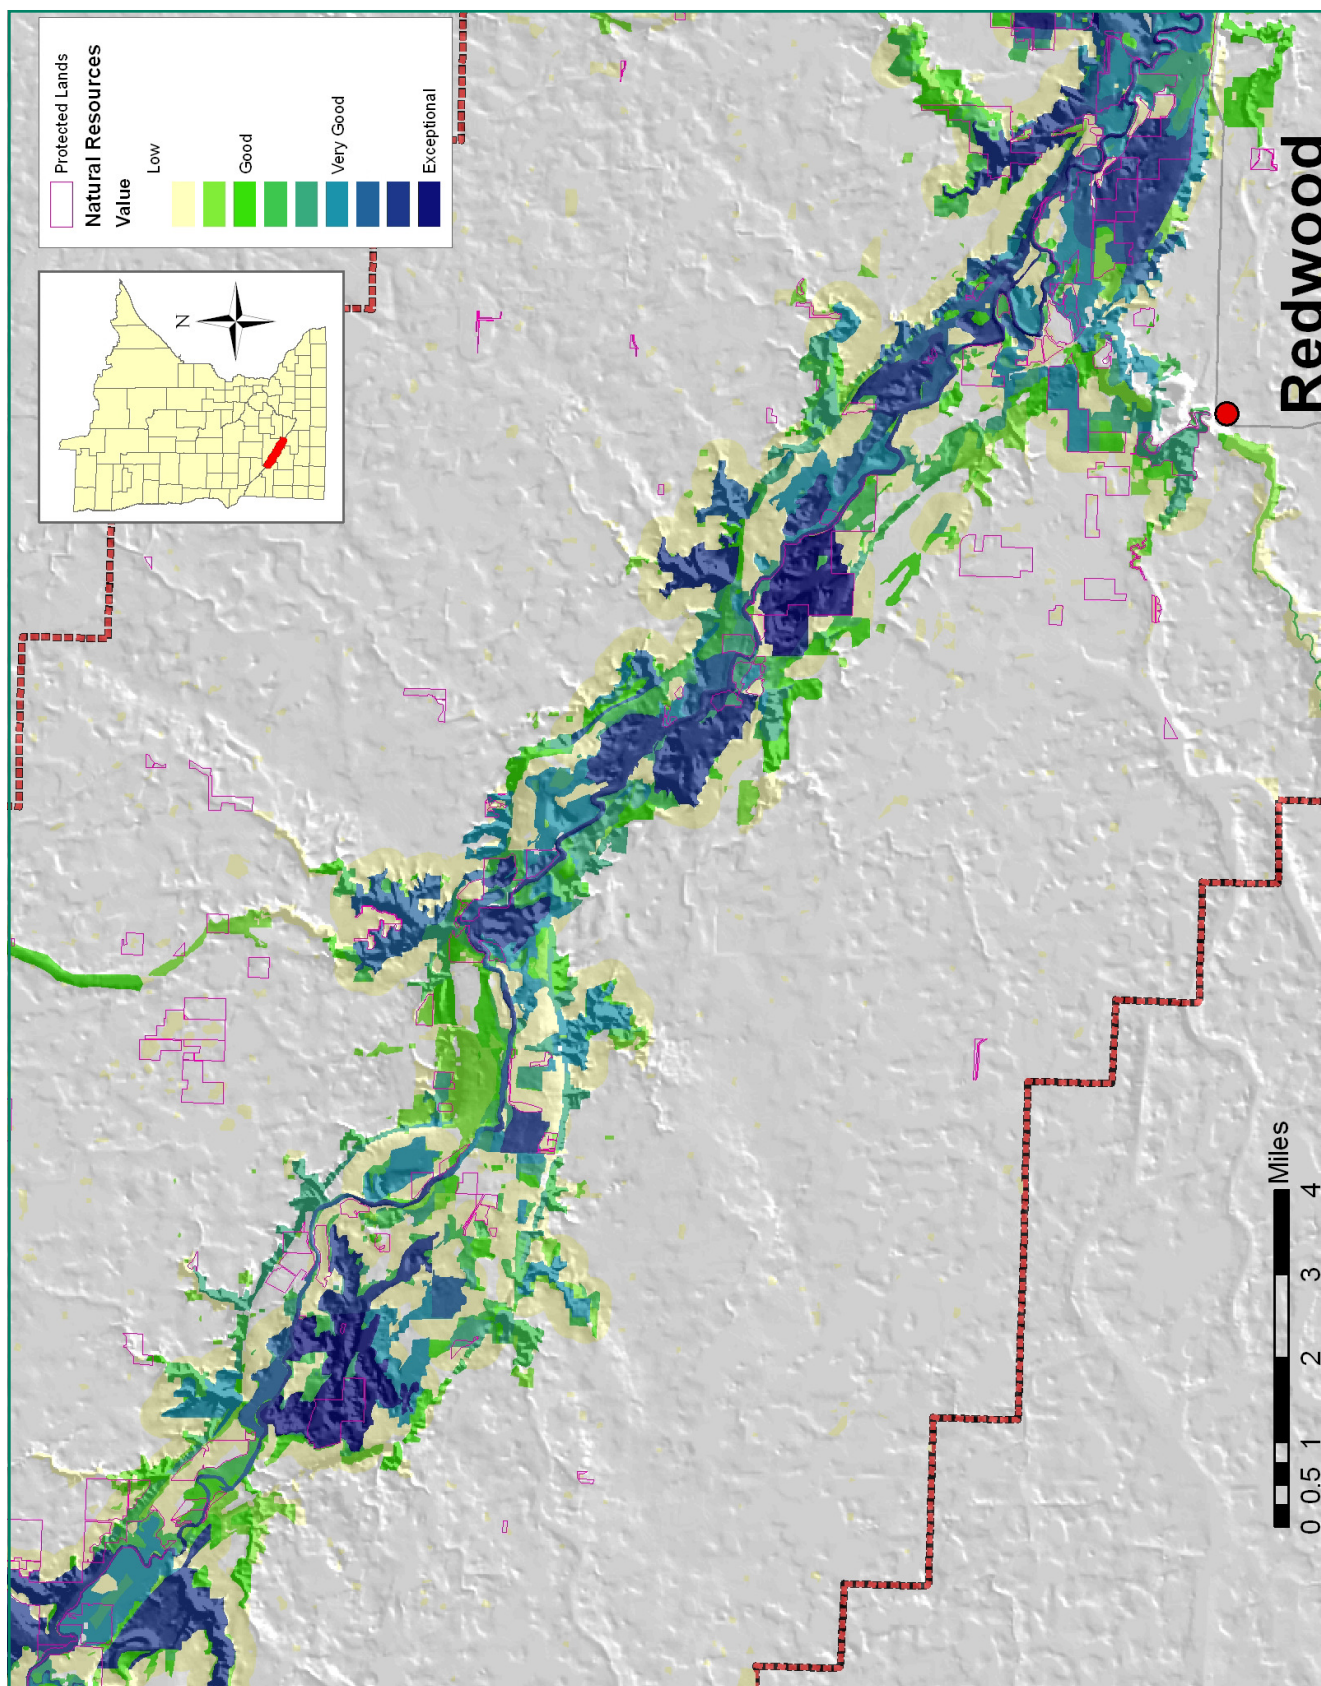 Protected Lands
Natural Resources
Value
Low
Good
Very Good
Exceptional
N
Redwood
Miles
0 0.5 1 2 3 4